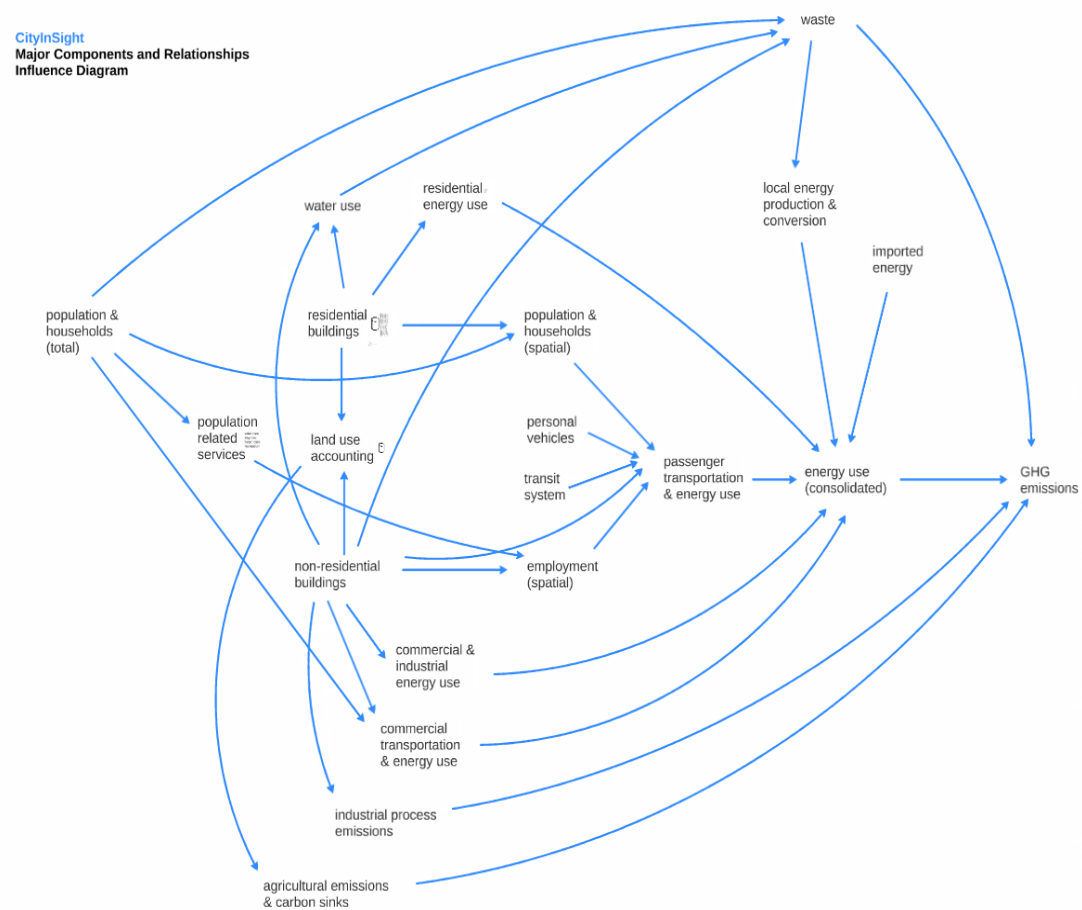 CityInSight
Major Components and Relationships
Influence Diagram
waste
residential
energy use
water use
local energy
production &
conversion
imported
energy
population &
households
(total)
residential
buildings
population &
households
(spatial)
population
related
services
land use
accounting
personal
vehicles
transit
system
passenger
transportation
& energy use
energy use
(consolidated)
GHG
emissions
non-residential
buildings
employment
(spatial)
commercial &
industrial
energy use
commercial
transportation
& energy use
industrial process
emissions
agricultural emissions
& carbon sinks